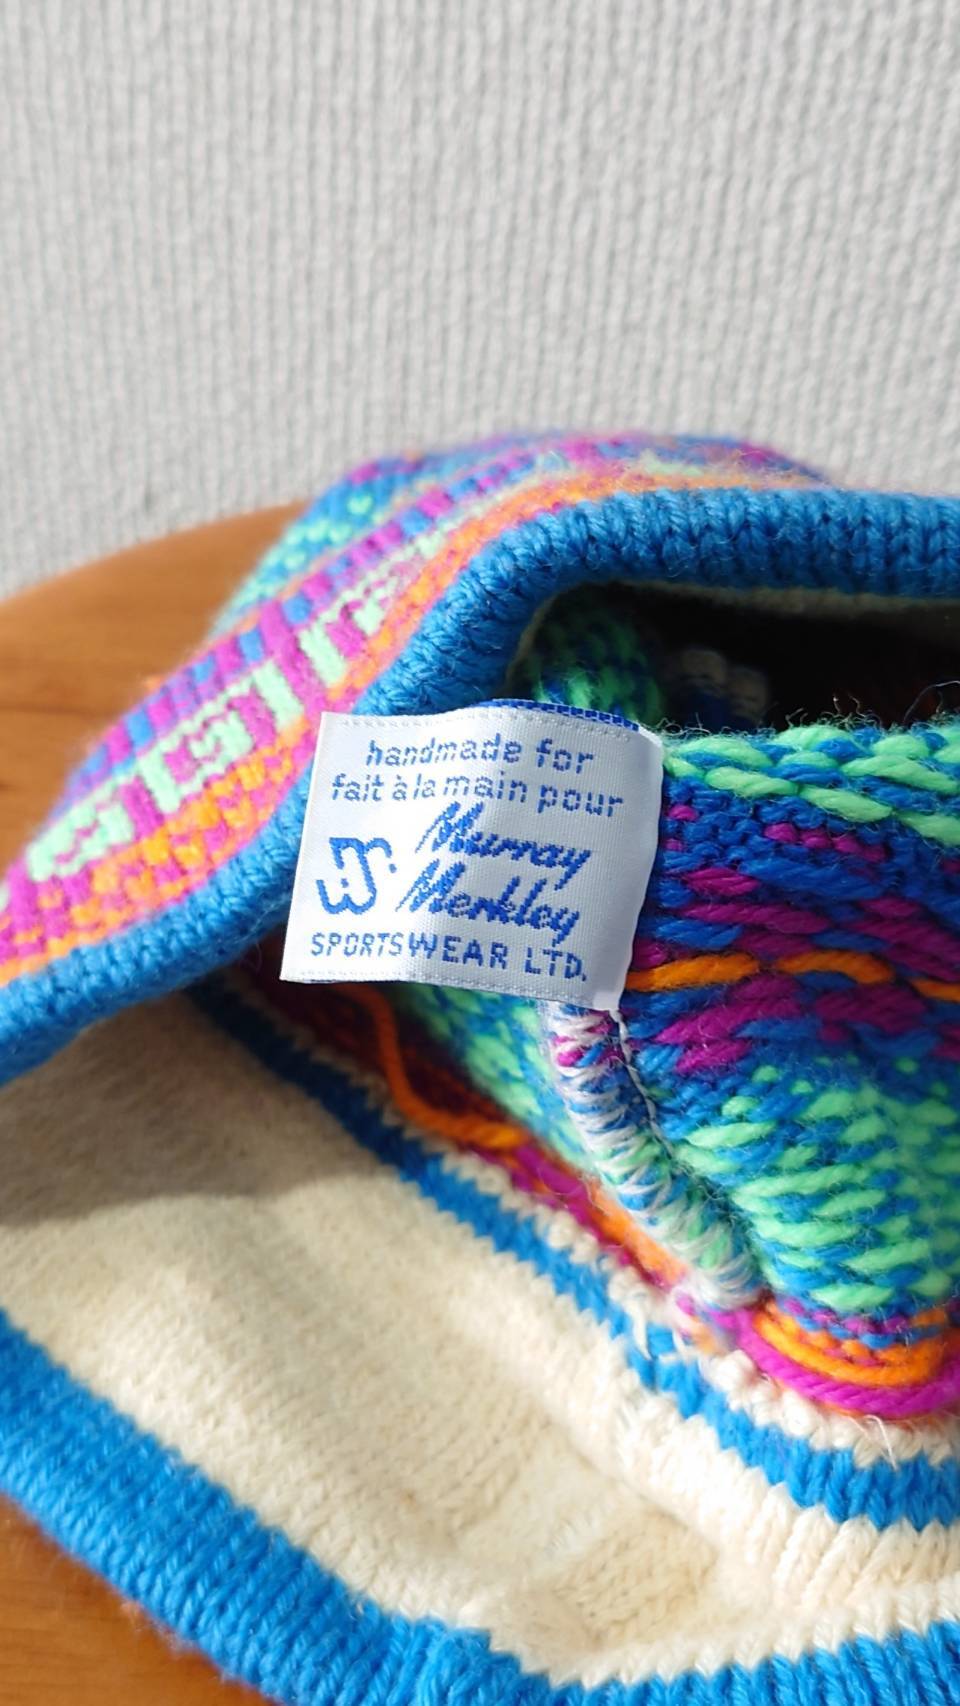 handmade for
fait à la main pour
Murray
Merkley
SPORTSWEAR LTD.